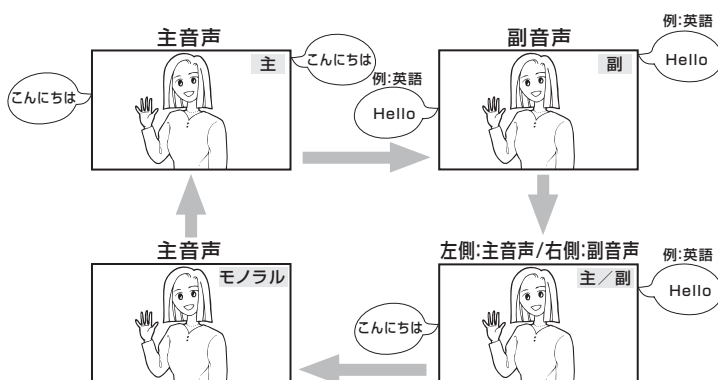 主音声
主
こんにちは
こんにちは
副音声
副
例:英語
Hello
例:英語
Hello
主音声
モノラル
左側:主音声/右側:副音声
主／副
こんにちは
例:英語
Hello